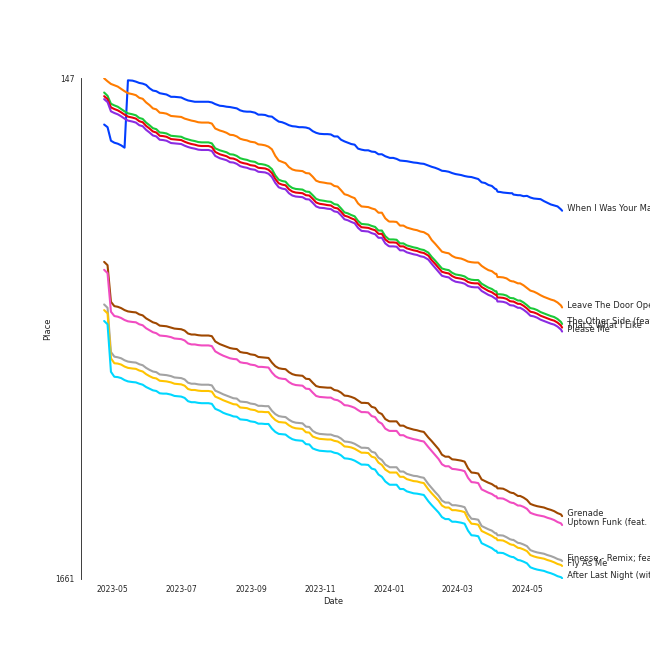 147
When I Was Your Ma
Leave The Door Ope
The Other Side (fea
That's What I Like
Please Me
Place
Grenade
Uptown Funk (feat.
Finesse - Remix; fea
Fly As Me
After Last Night (wit
1661
2023-05 2023-07 2023-09 2023-11 2024-01 2024-03 2024-05
Date